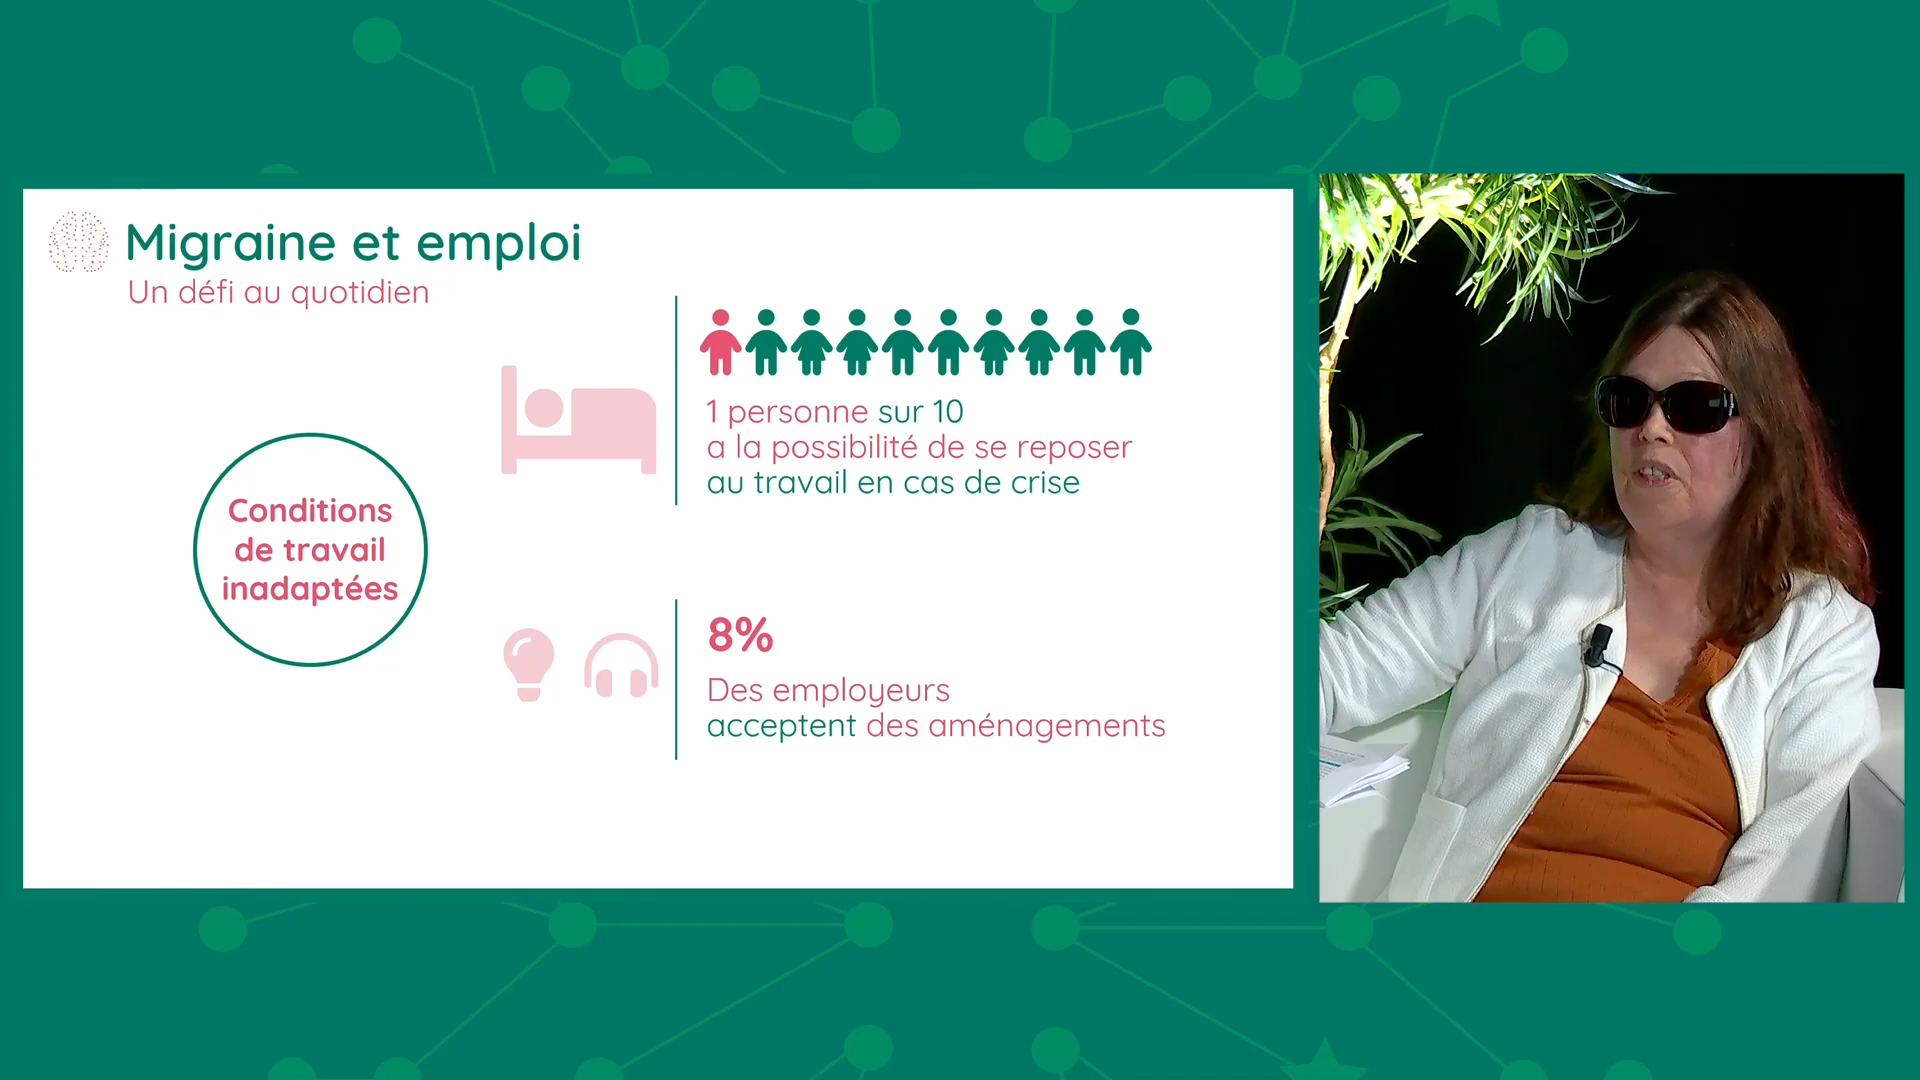 Migraine et emploi
Un défi au quotidien
Conditions
de travail
inadaptées
1 personne sur 10
a la possibilité de se reposer
au travail en cas de crise
8%
Des employeurs
acceptent des aménagements